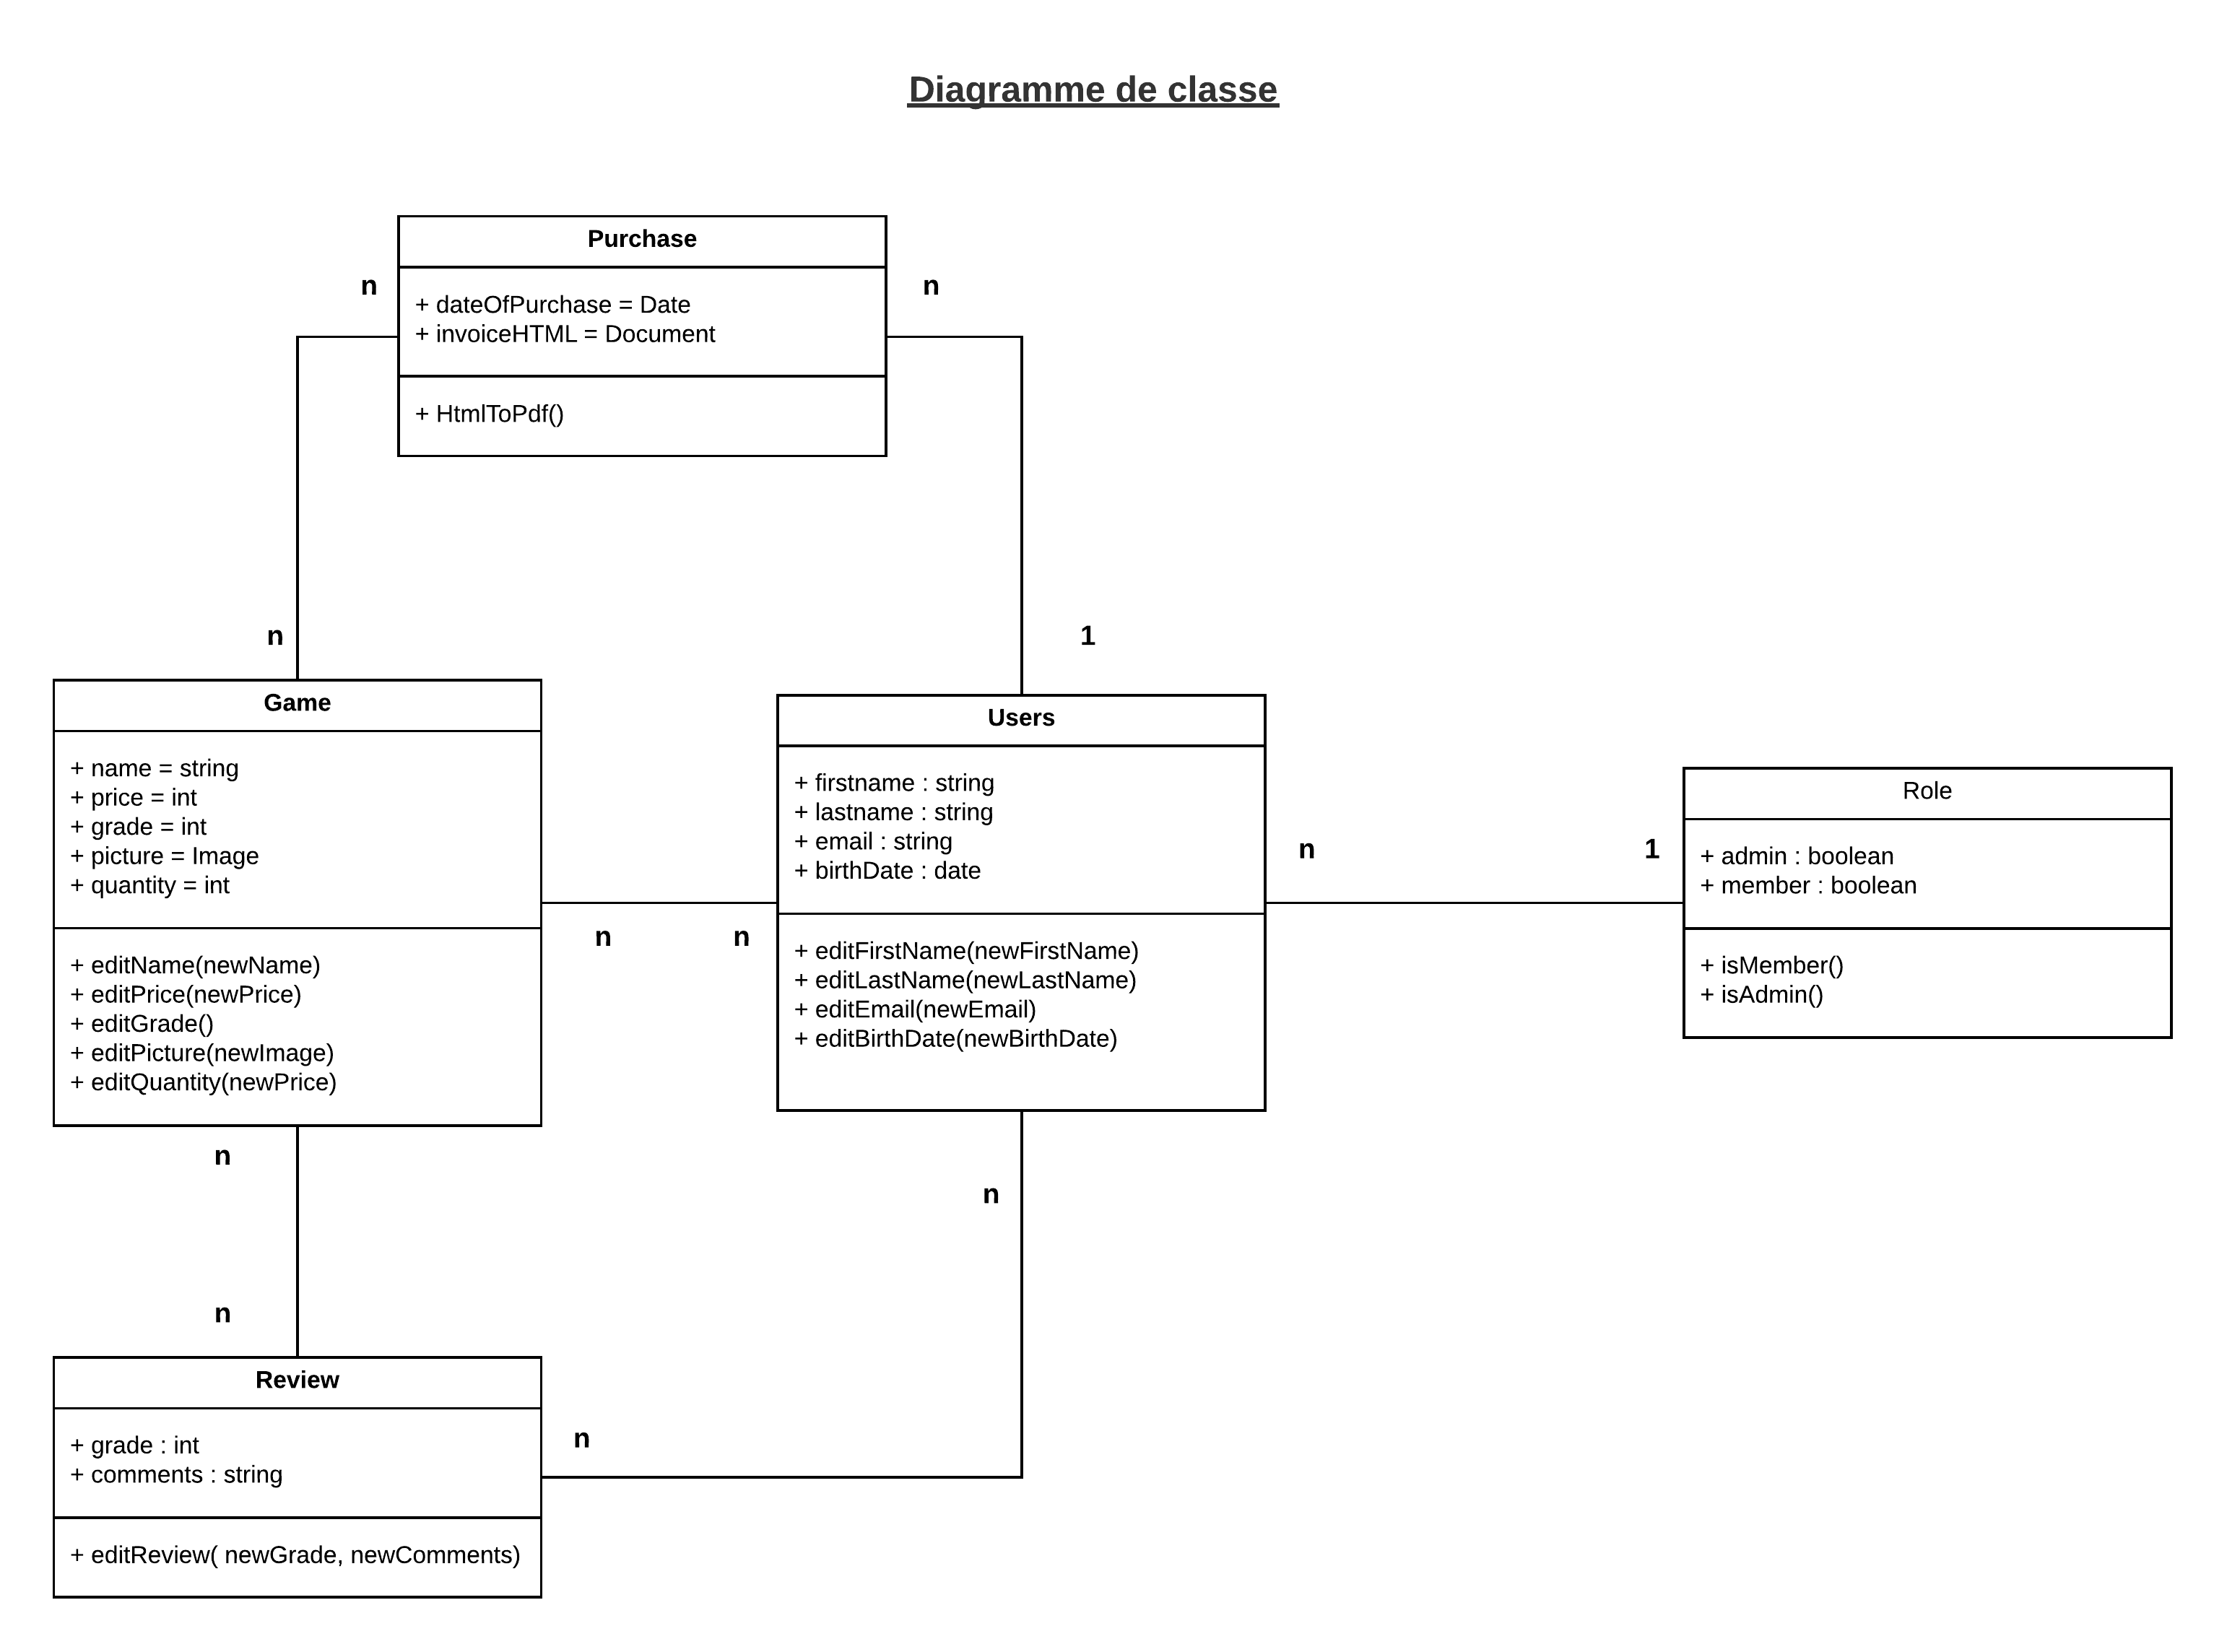 Diagramme de classe
Purchase
n
n
+ dateOfPurchase = Date
+ invoiceHTML = Document
+ HtmlToPdf()
n
1
Game
+ name = string
+ price = int
+ grade = int
+ picture = Image
+ quantity = int
+ editName(newName)
+ editPrice(newPrice)
+ editGrade()
+ editPicture(newImage)
+ editQuantity(newPrice)
n
n
Users
+ firstname : string
+ lastname : string
+ email : string
+ birthDate : date
+ editFirstName(newFirstName)
+ editLastName(newLastName)
+ editEmail(newEmail)
+ editBirthDate(newBirthDate)
n
1
Role
+ admin : boolean
+ member : boolean
+ isMember()
+ isAdmin()
n
n
n
Review
n
+ grade : int
+ comments : string
+ editReview( newGrade, newComments)